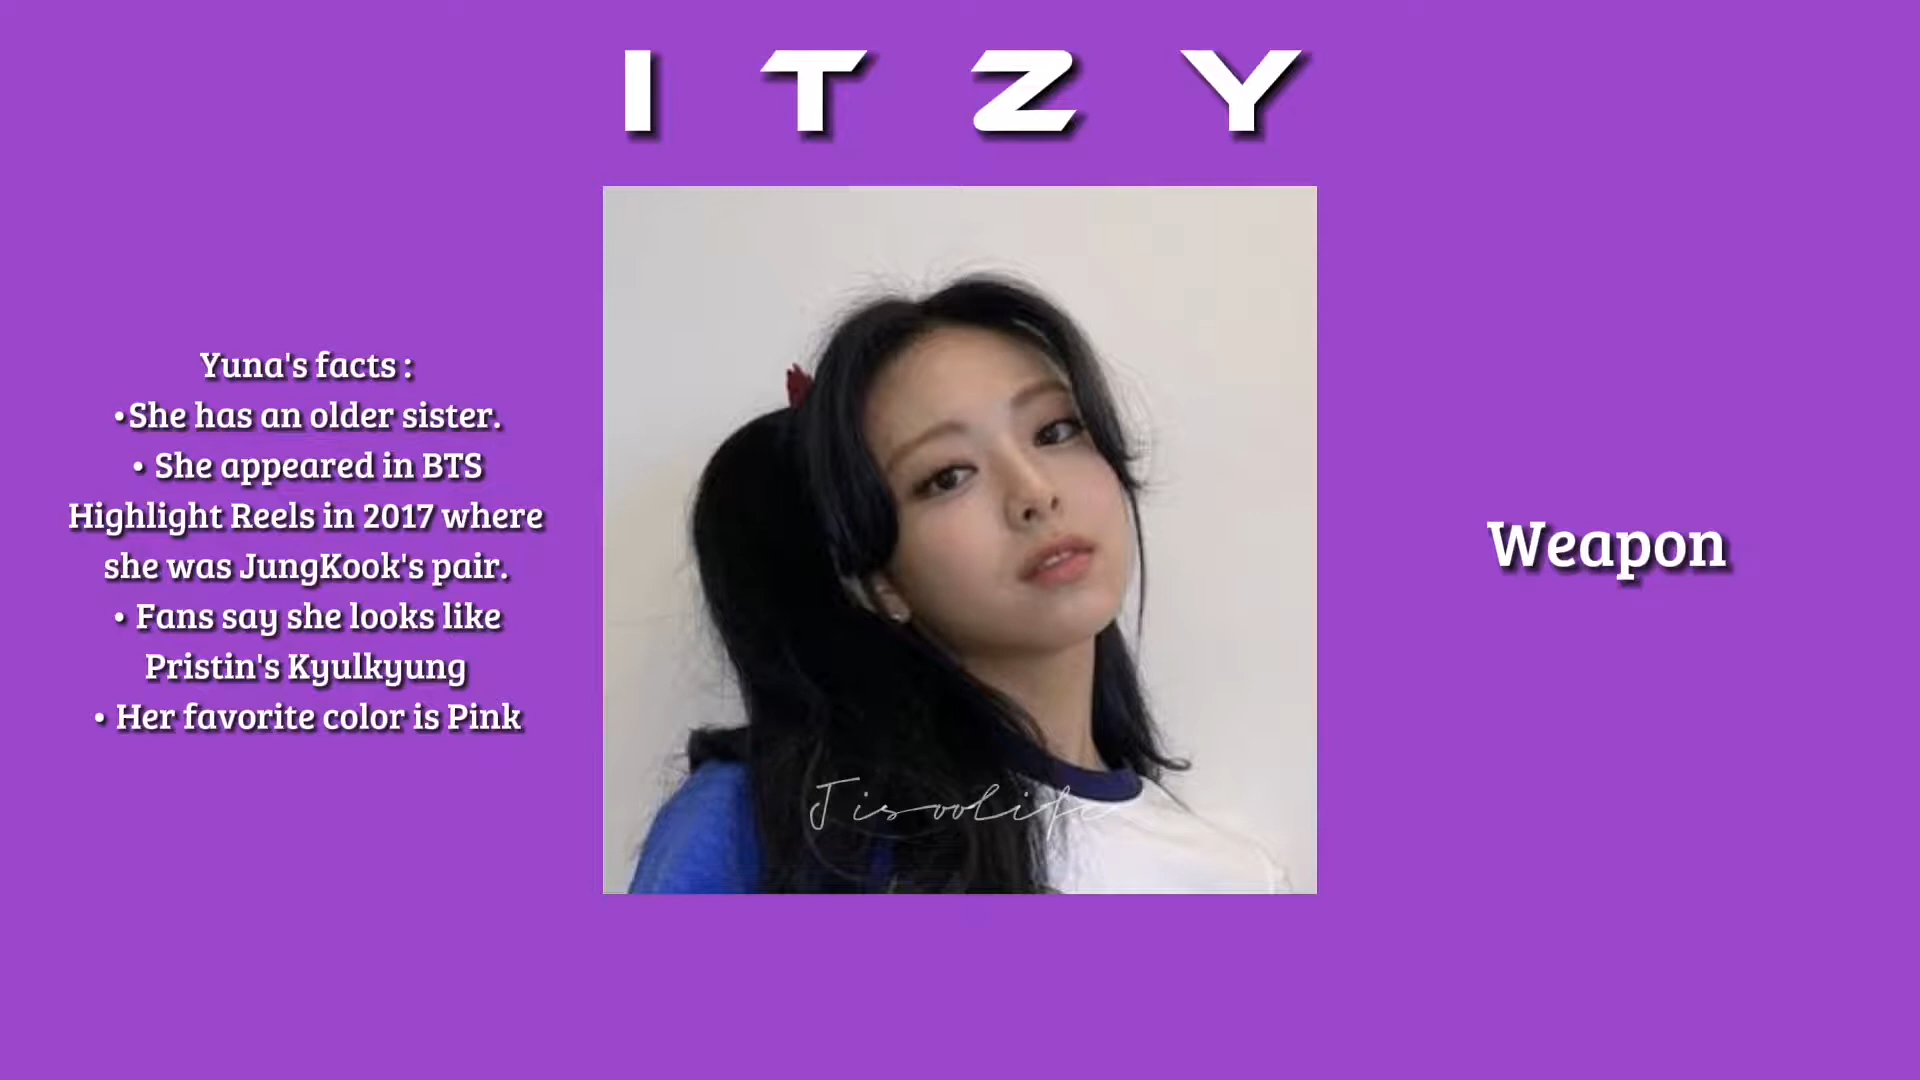 I T Z Y
Yuna's facts :
•She has an older sister.
• She appeared in BTS
Highlight Reels in 2017 where
she was JungKook's pair.
• Fans say she looks like
Pristin's Kyulkyung
• Her favorite color is Pink
Weapon
Jisoolife